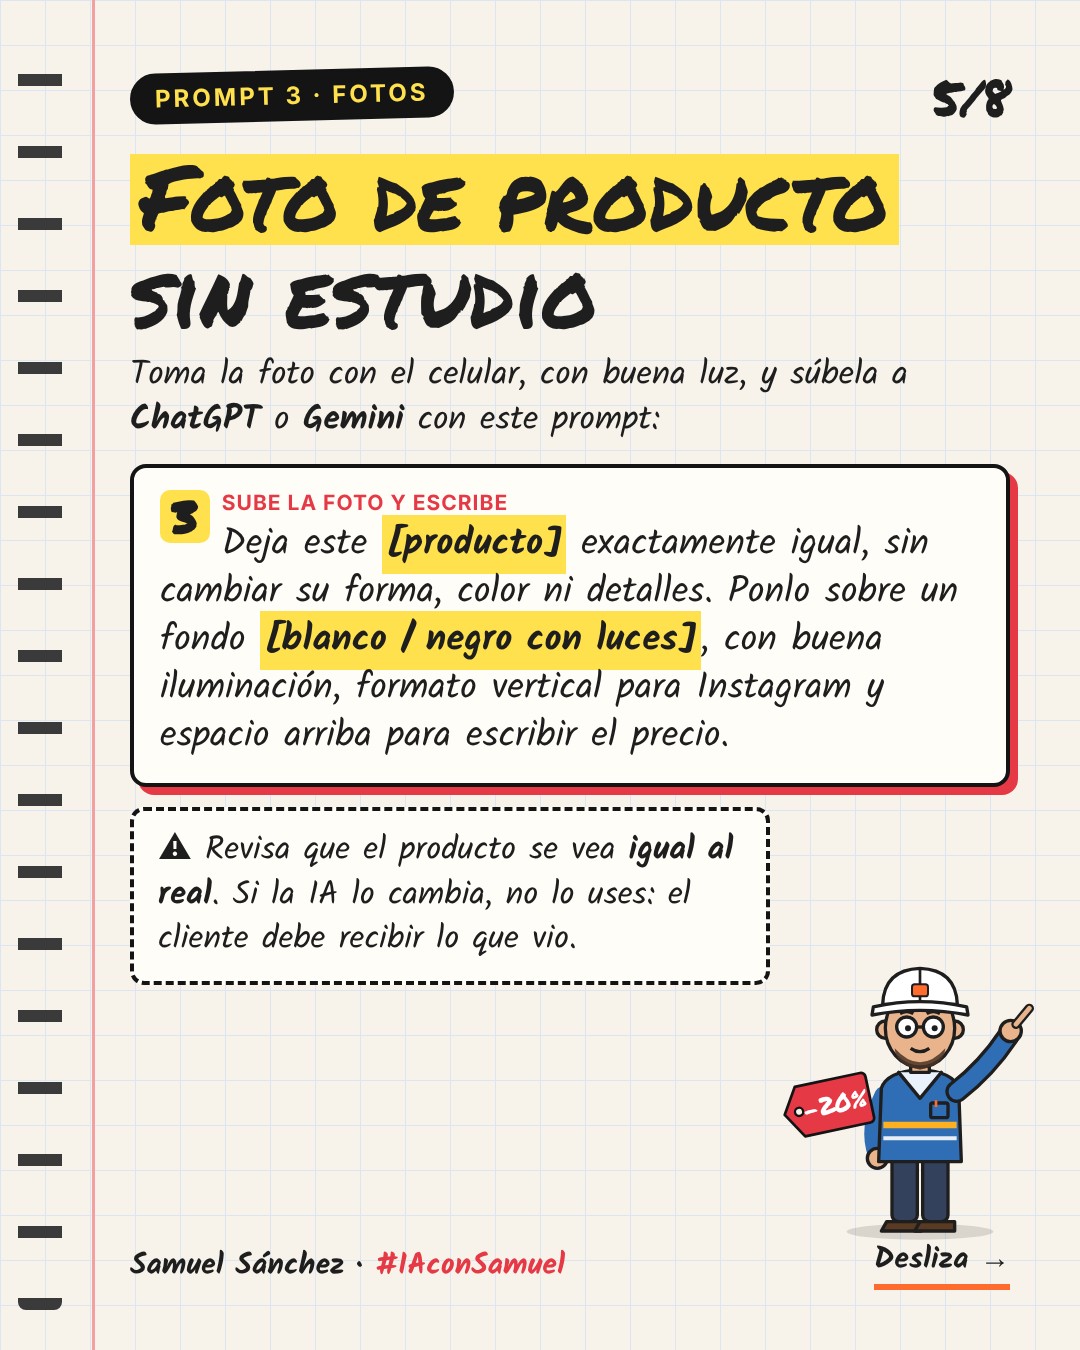 PROMPT 3 · FOTOS
5/8
FOTO DE PRODUCTO
SIN ESTUDIO
Toma la foto con el celular, con buena luz, y súbela a
ChatGPT o Gemini con este prompt:
3
SUBE LA FOTO Y ESCRIBE
Deja este [producto] exactamente igual, sin
cambiar su forma, color ni detalles. Ponlo sobre un
fondo [blanco / negro con luces], con buena
iluminación, formato vertical para Instagram y
espacio arriba para escribir el precio.
⚠ Revisa que el producto se vea igual al
real. Si la IA lo cambia, no lo uses: el
cliente debe recibir lo que vio.
-20%
Samuel Sánchez · #IAconSamuel
Desliza →